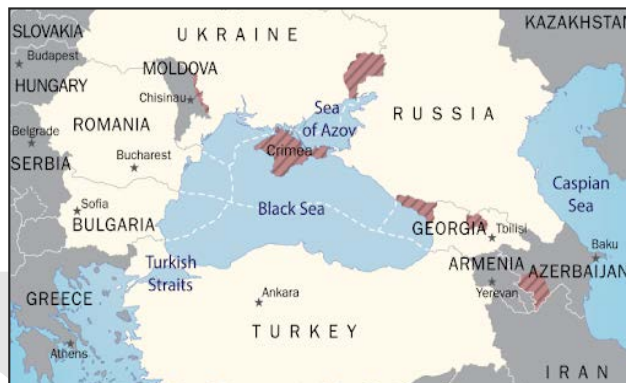 SLOVAKIA
Budapest
HUNGARY
UKRAINE
KAZAKHSTAN
MOLDOVA
Chisinau
ROMANIA
Belgrade
SERBIA
Bucharest
Sea
of Azov
RUSSIA
Crimea
Sofia
BULGARIA
Black Sea
Caspian
Sea
GEORGIA
Tbilisi
Turkish
Straits
ARMENIA
Baku
AZERBAIJAN
Yerevan
GREECE
Athens
Ankara
TURKEY
IRAN